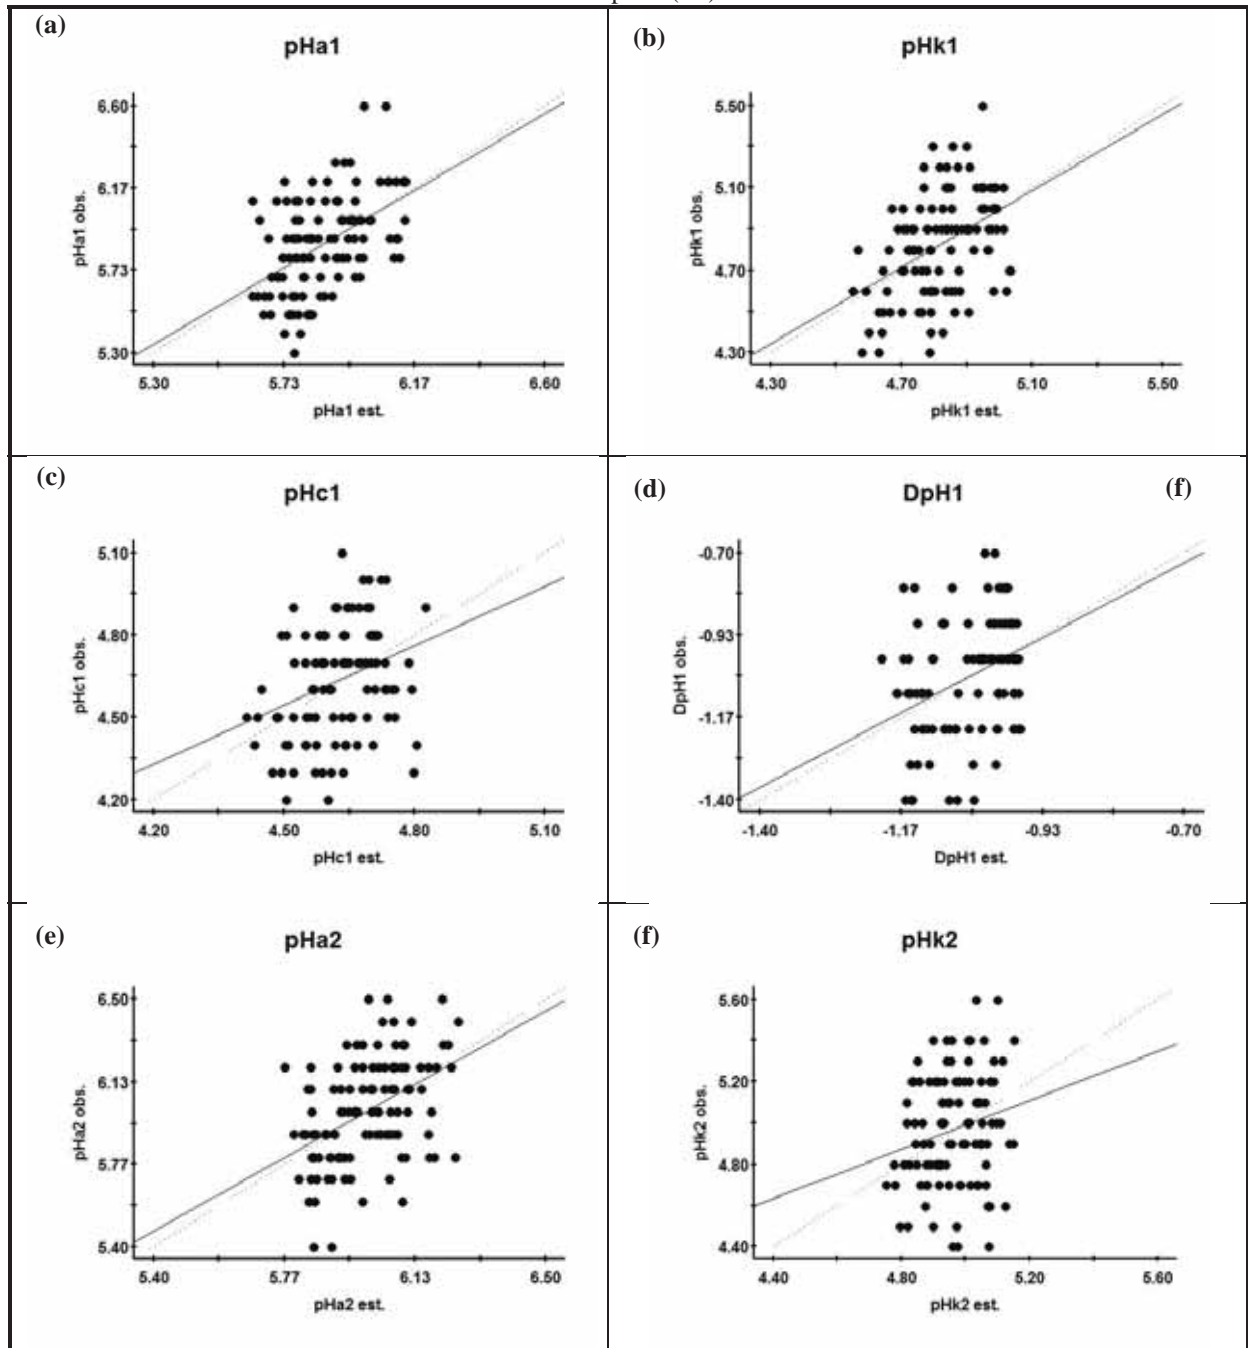 (a)
pHa1
6.60
6.17
5.73
5.30
pHa1 obs.
5.30 5.73 6.17 6.60
pHa1 est.
(b)
pHk1
5.50
5.10
4.70
4.30
pHk1 obs.
4.30 4.70 5.10 5.50
pHk1 est.
(c)
pHc1
5.10
4.80
4.50
4.20
pHc1 obs.
4.20 4.50 4.80 5.10
pHc1 est.
(d) DpH1 (f)
-0.70
-0.93
-1.17
-1.40
DpH1 obs.
-1.40 -1.17 -0.93 -0.70
DpH1 est.
(e)
pHa2
6.50
6.13
5.77
5.40
pHa2 obs.
5.40 5.77 6.13 6.50
pHa2 est.
(f)
pHk2
5.60
5.20
4.80
4.40
pHk2 obs.
4.40 4.80 5.20 5.60
pHk2 est.